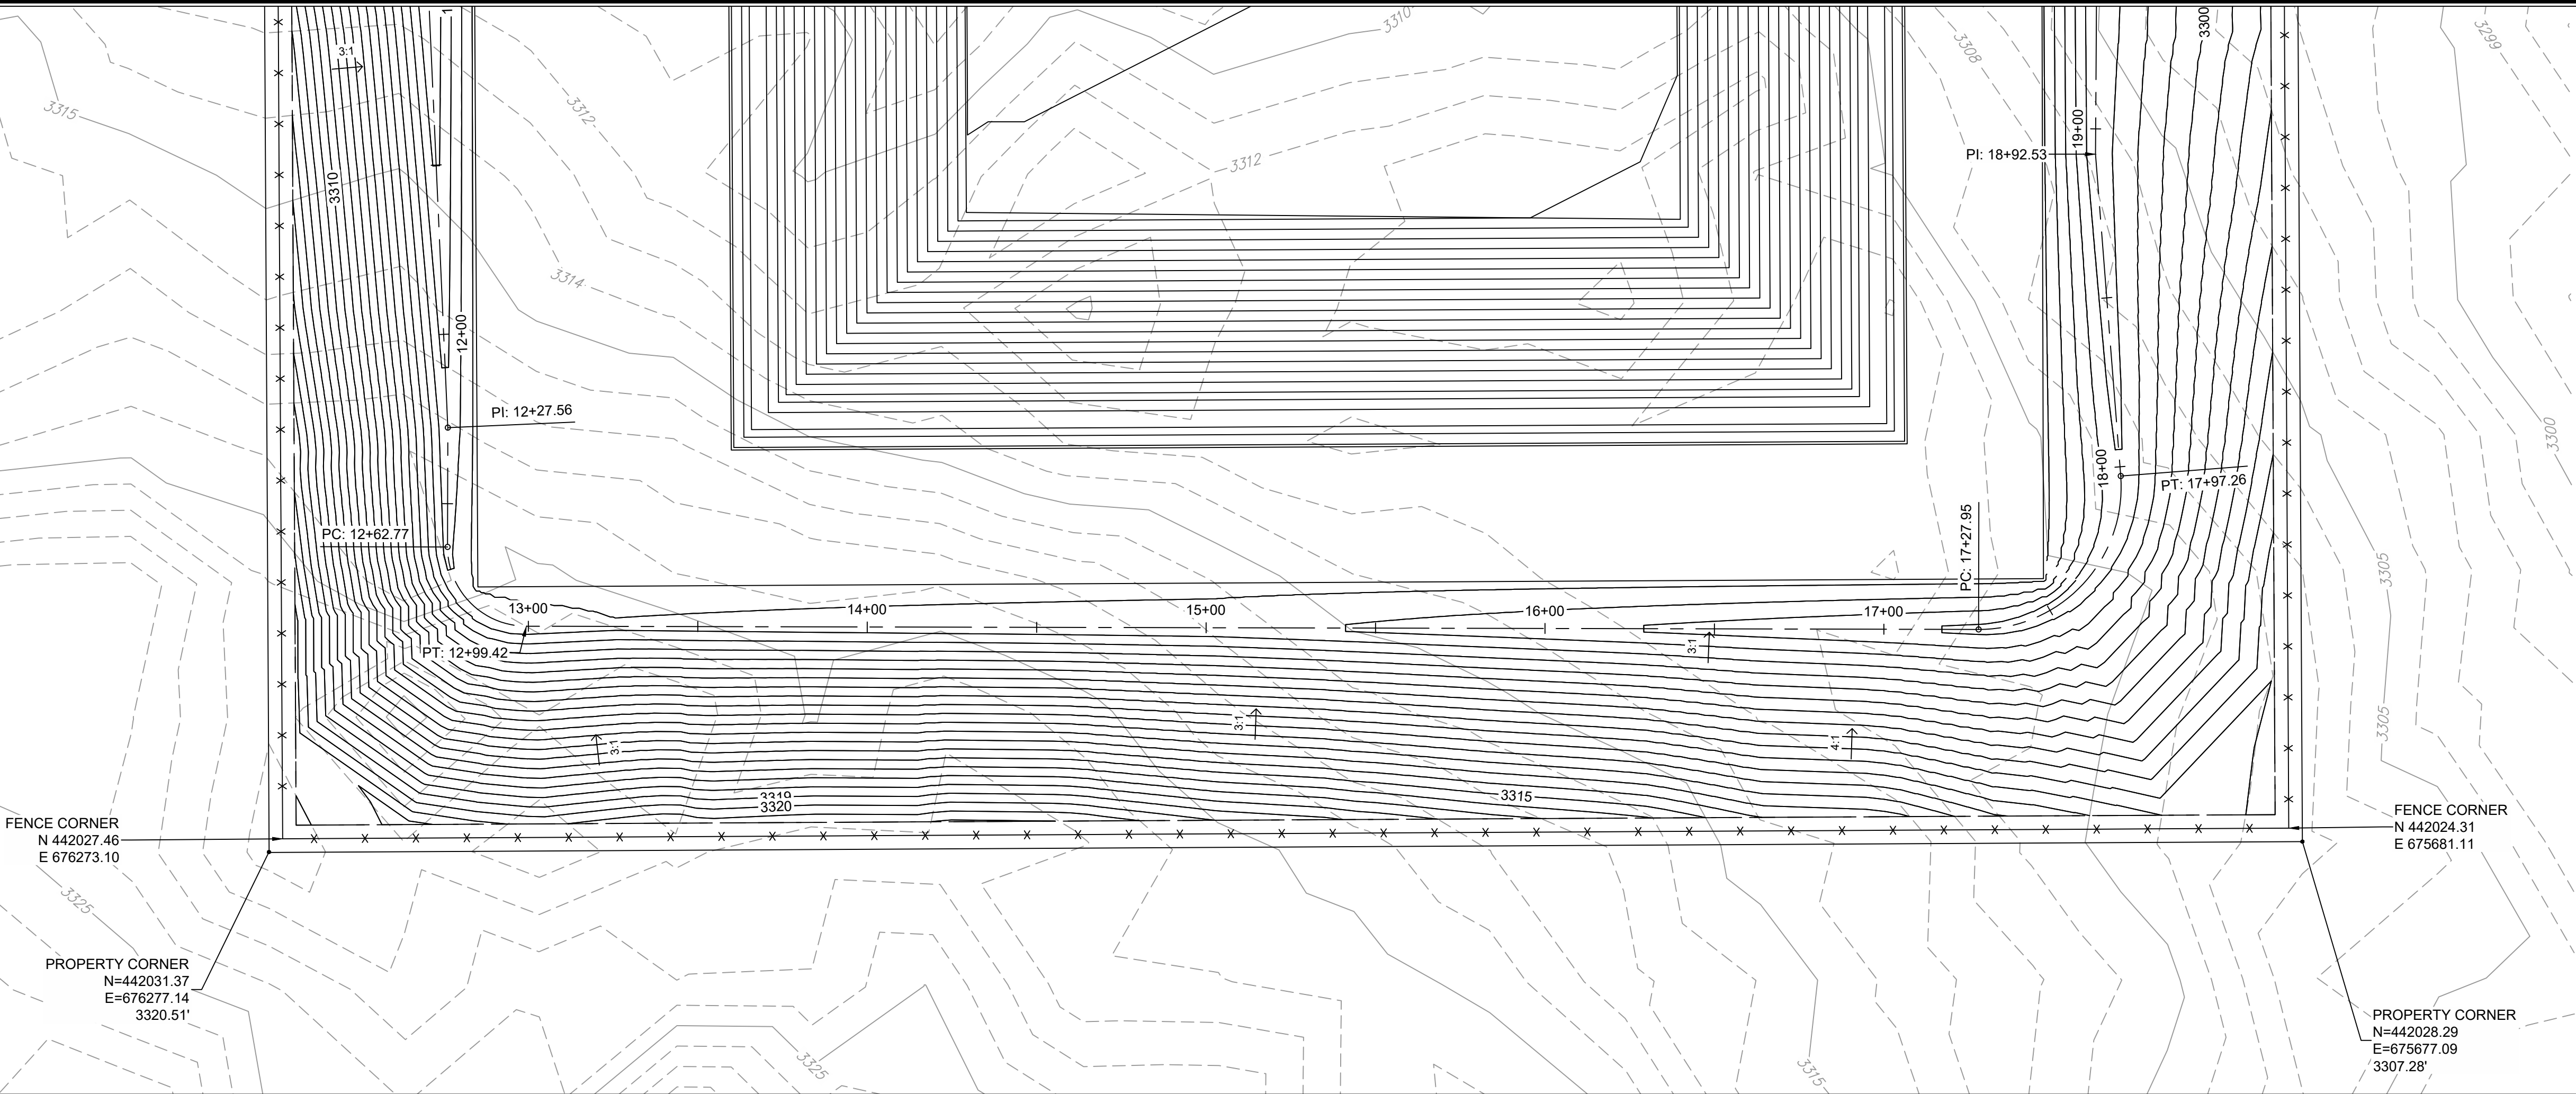 1
3310
3300
3299
3308
3:1
3315
3312
19+00
PI: 18+92.53
3312
3310
3314
12+00
PI: 12+27.56
3300
18+00
PT: 17+97.26
PC: 12+62.77
PC: 17+27.95
3305
13+00
14+00
15+00
16+00
17+00
PT: 12+99.42
3:1
3:1
3:1
4:1
3305
3319
3320
3315
FENCE CORNER
N 442027.46
E 676273.10
FENCE CORNER
N 442024.31
E 675681.11
3325
PROPERTY CORNER
N=442031.37
E=676277.14
3320.51'
PROPERTY CORNER
N=442028.29
E=675677.09
3307.28'
3325
3315